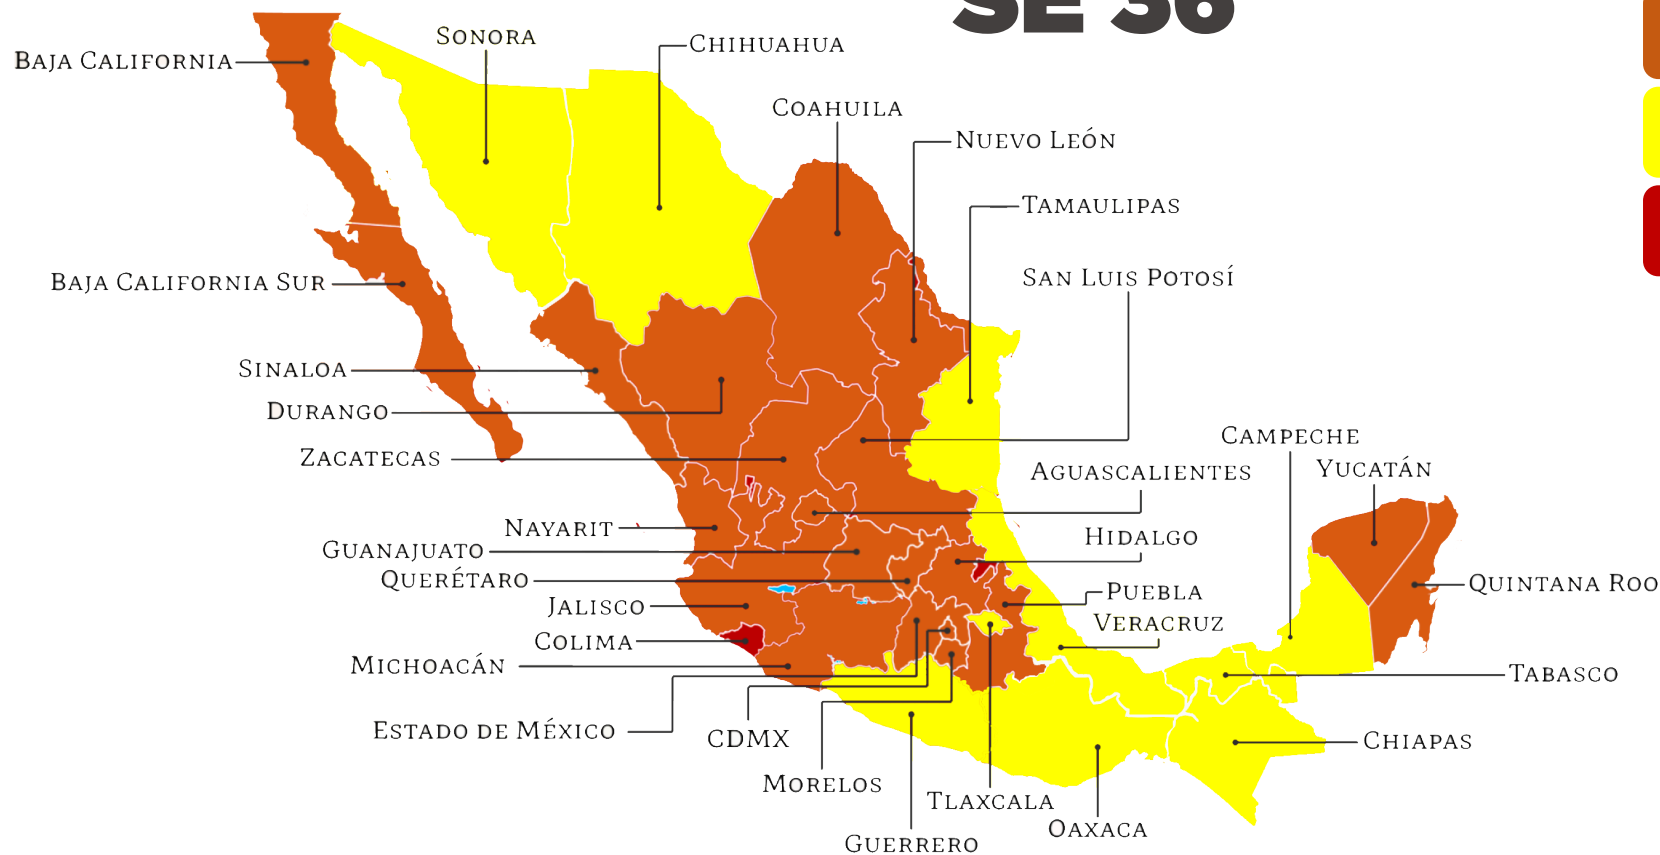 SE 36
SONORA
CHIHUAHUA
BAJA CALIFORNIA
COAHUILA
NUEVO LEÓN
TAMAULIPAS
SAN LUIS POTOSÍ
BAJA CALIFORNIA SUR
SINALOA
DURANGO
CAMPECHE
ZACATECAS
YUCATÁN
AGUASCALIENTES
NAYARIT
HIDALGO
GUANAJUATO
QUERÉTARO
QUINTANA ROO
PUEBLA
JALISCO
VERACRUZ
COLIMA
MICHOACÁN
TABASCO
ESTADO DE MÉXICO
CDMX
CHIAPAS
MORELOS
TLAXCALA
OAXACA
GUERRERO